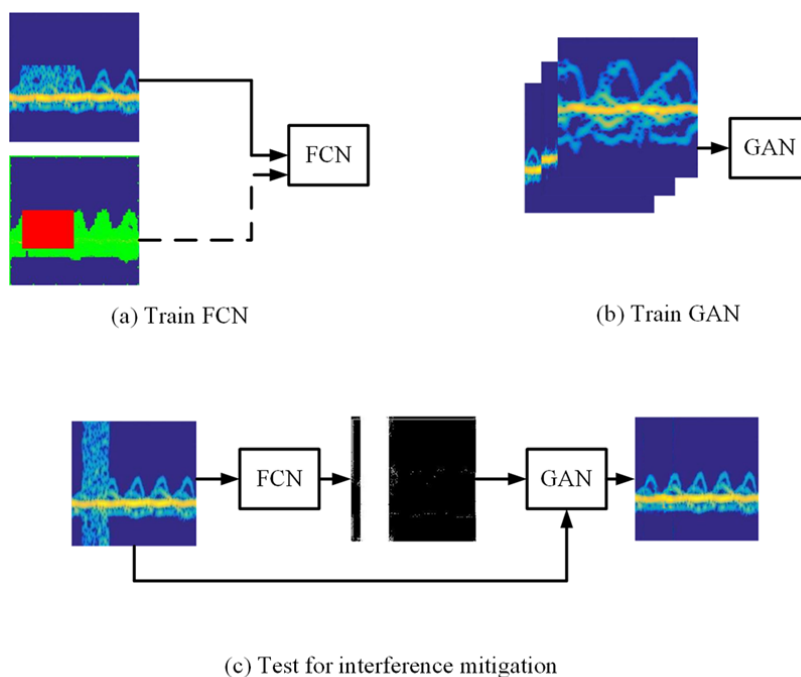 FCN
GAN
(a) Train FCN
(b) Train GAN
FCN
GAN
(c) Test for interference mitigation